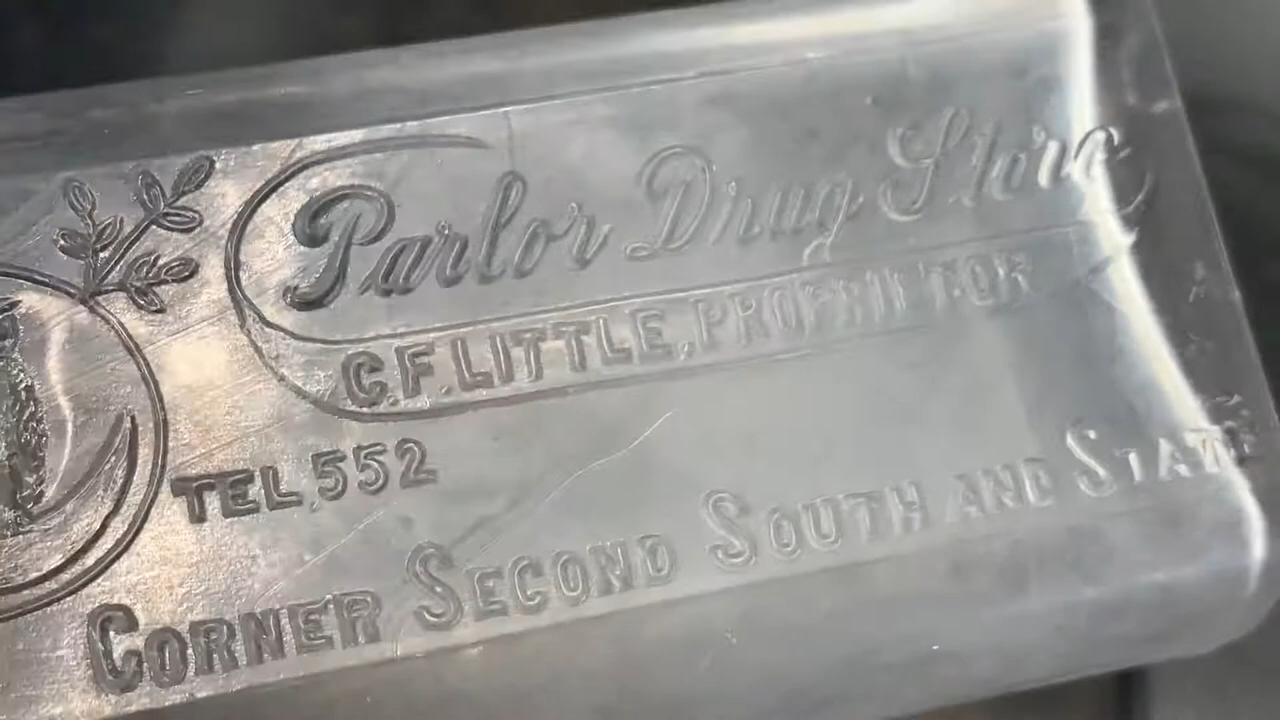 Parlor Drug Store
C.F. LITTLE, PROPRIETOR
TEL, 552
CORNER SECOND SOUTH AND STATE